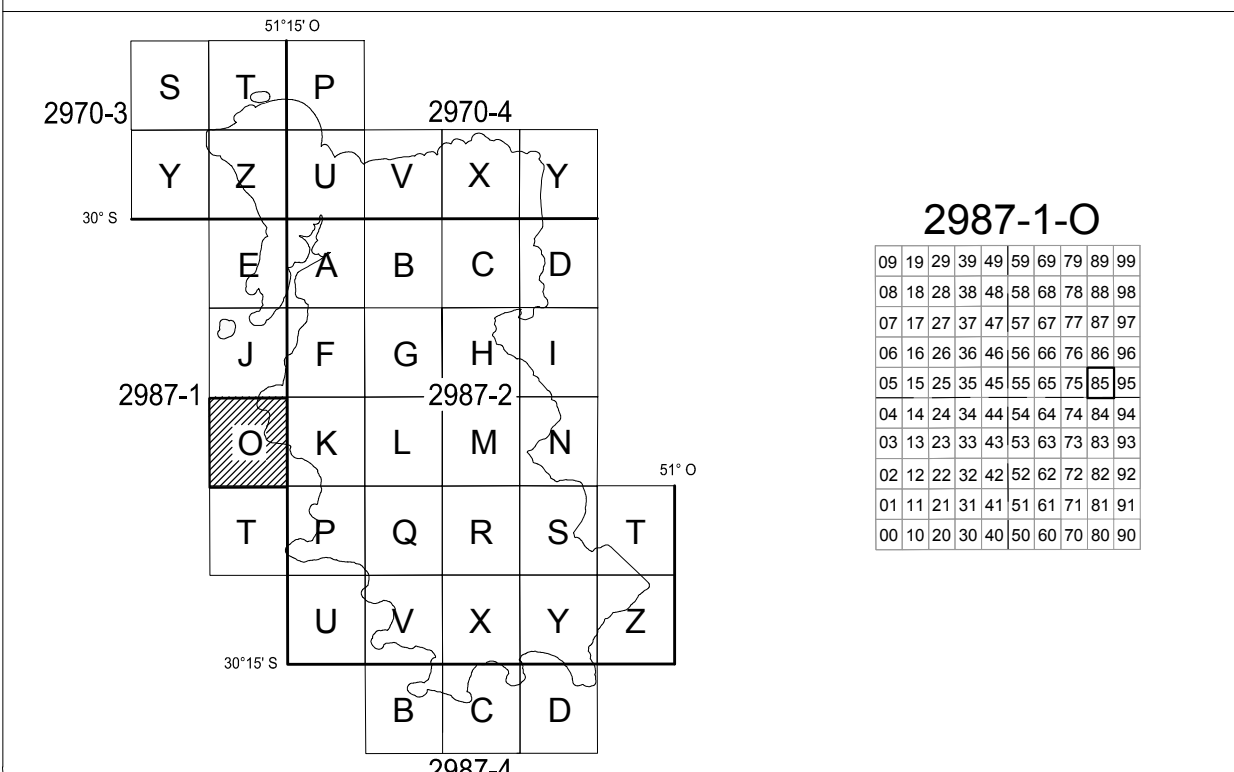 51°15' O
S T P
2970-3 2970-4
Y Z U V X Y
30° S
E A B C D
J F G H I
2987-1 2987-2
O K L M N
51° O
T P Q R S T
U V X Y Z
30°15' S
B C D
2987-4
2987-1-O
09 19 29 39 49 59 69 79 89 99
08 18 28 38 48 58 68 78 88 98
07 17 27 37 47 57 67 77 87 97
06 16 26 36 46 56 66 76 86 96
05 15 25 35 45 55 65 75 85 95
04 14 24 34 44 54 64 74 84 94
03 13 23 33 43 53 63 73 83 93
02 12 22 32 42 52 62 72 82 92
01 11 21 31 41 51 61 71 81 91
00 10 20 30 40 50 60 70 80 90